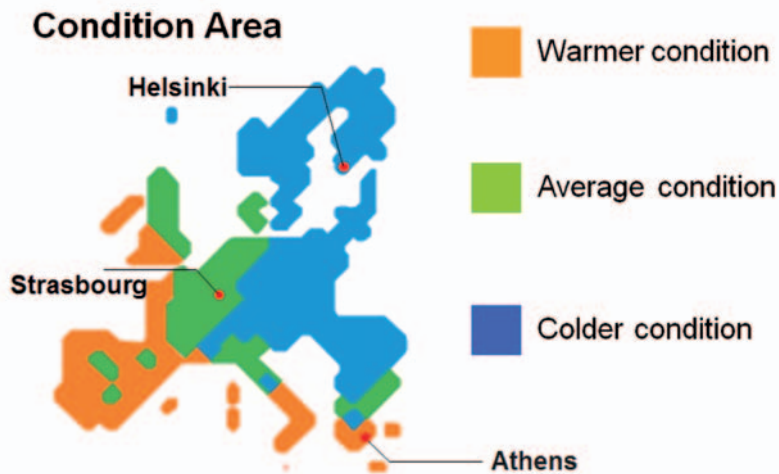 Condition Area
Warmer condition
Helsinki
Average condition
Strasbourg
Colder condition
Athens